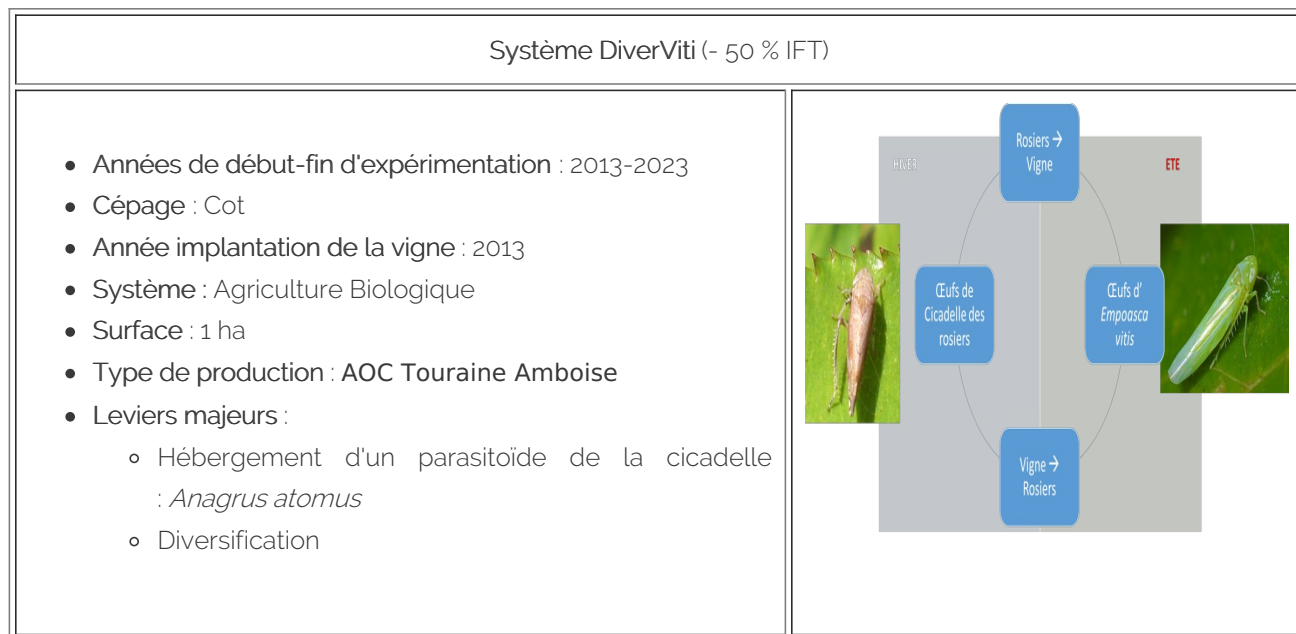 Système DiverViti (- 50 % IFT)
• Années de début-fin d'expérimentation : 2013-2023
• Cépage : Cot
• Année implantation de la vigne : 2013
• Système : Agriculture Biologique
• Surface : 1 ha
• Type de production : AOC Touraine Amboise
• Leviers majeurs :
o Hébergement d'un parasitoïde de la cicadelle
: Anagrus atomus
o Diversification
Rosiers →
Vigne
HIVER
ETE
Œufs de
Cicadelle des
rosiers
Œufs d'
Empoasca
vitis
Vigne →
Rosiers